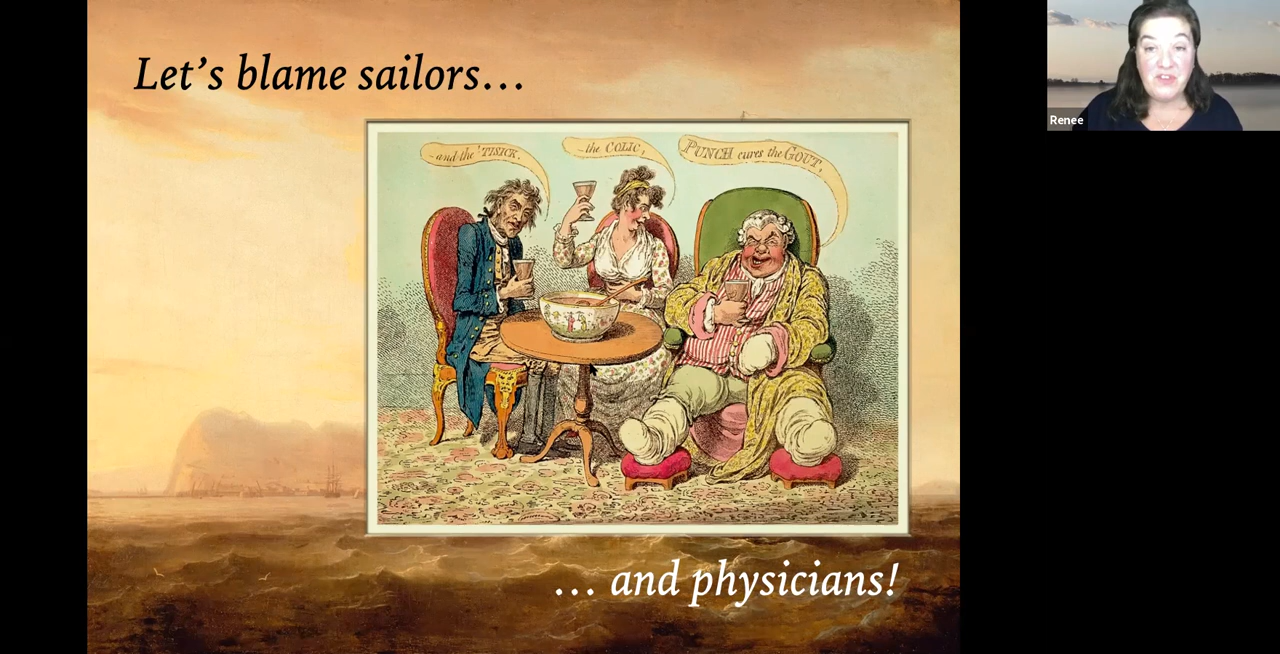 Let's blame sailors...
-and the 'TISICK.
-the COLIC,
PUNCH cures the GOUT,
... and physicians!
Renee